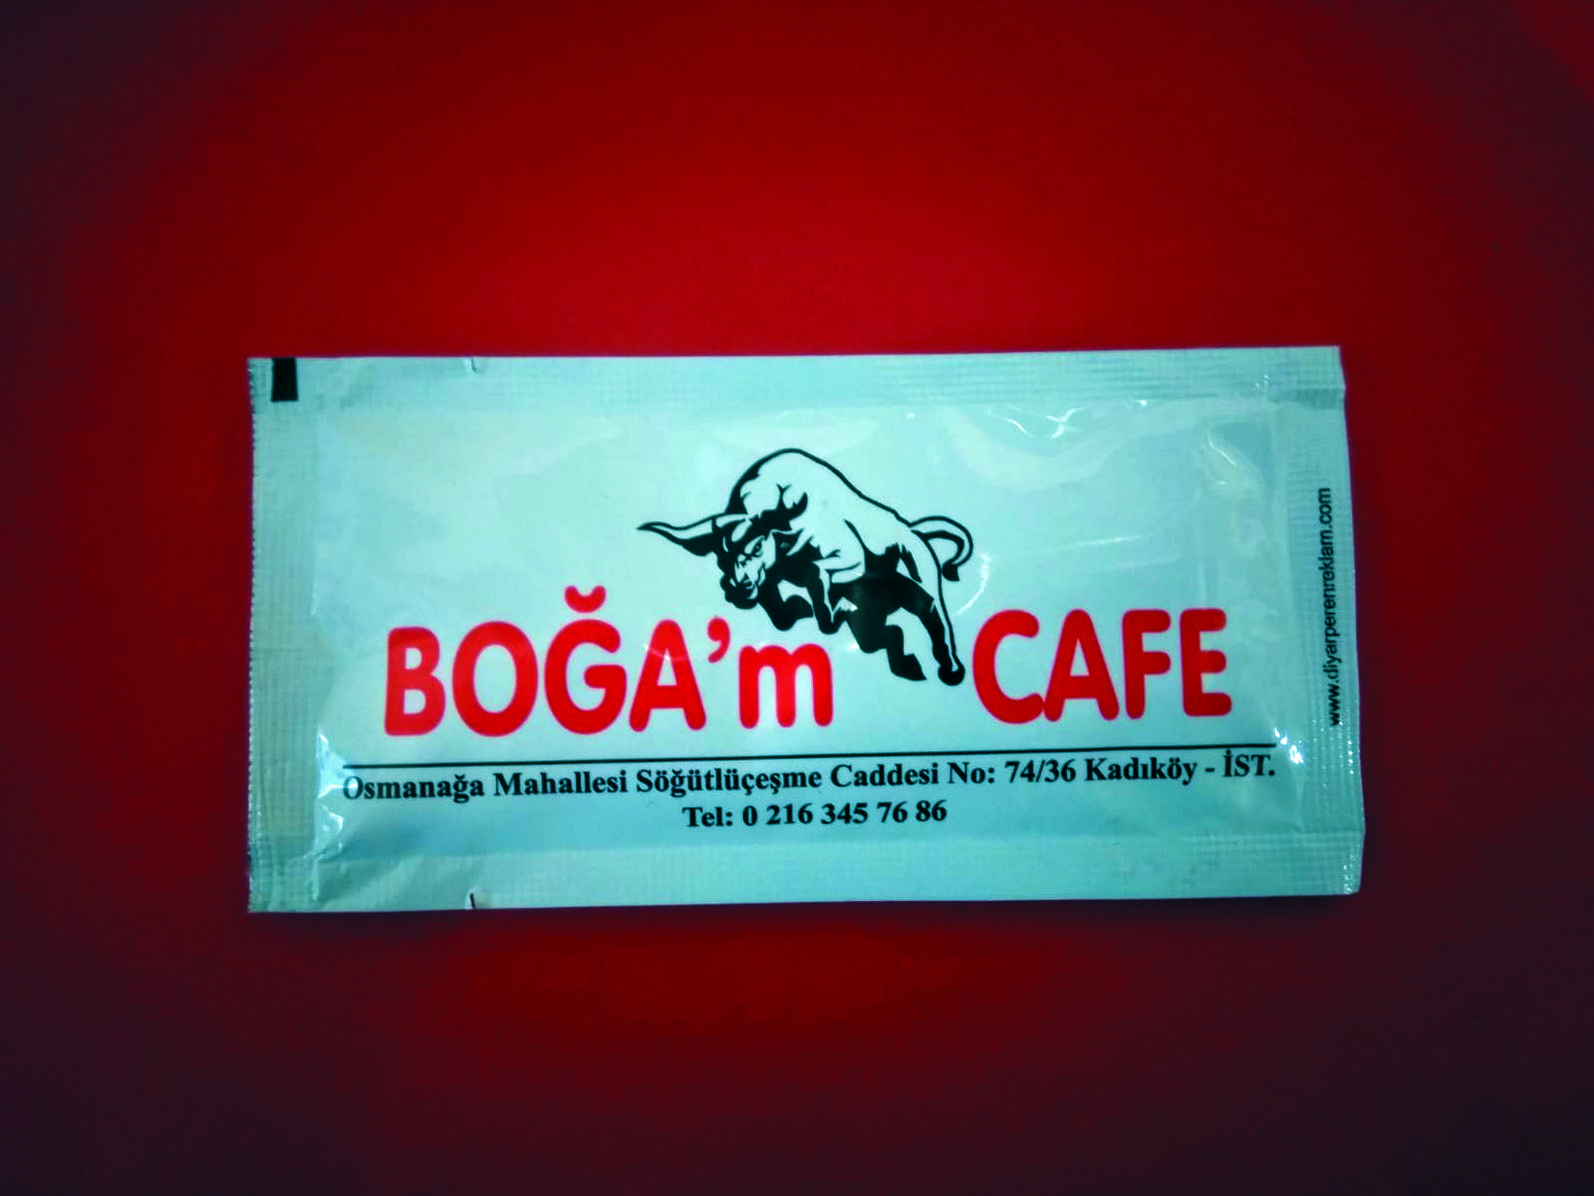 BOĞA'm CAFE
Osmanağa Mahallesi Söğütlüçeşme Caddesi No: 74/36 Kadıköy - İST.
Tel: 0 216 345 76 86
www.diyarperenreklam.com